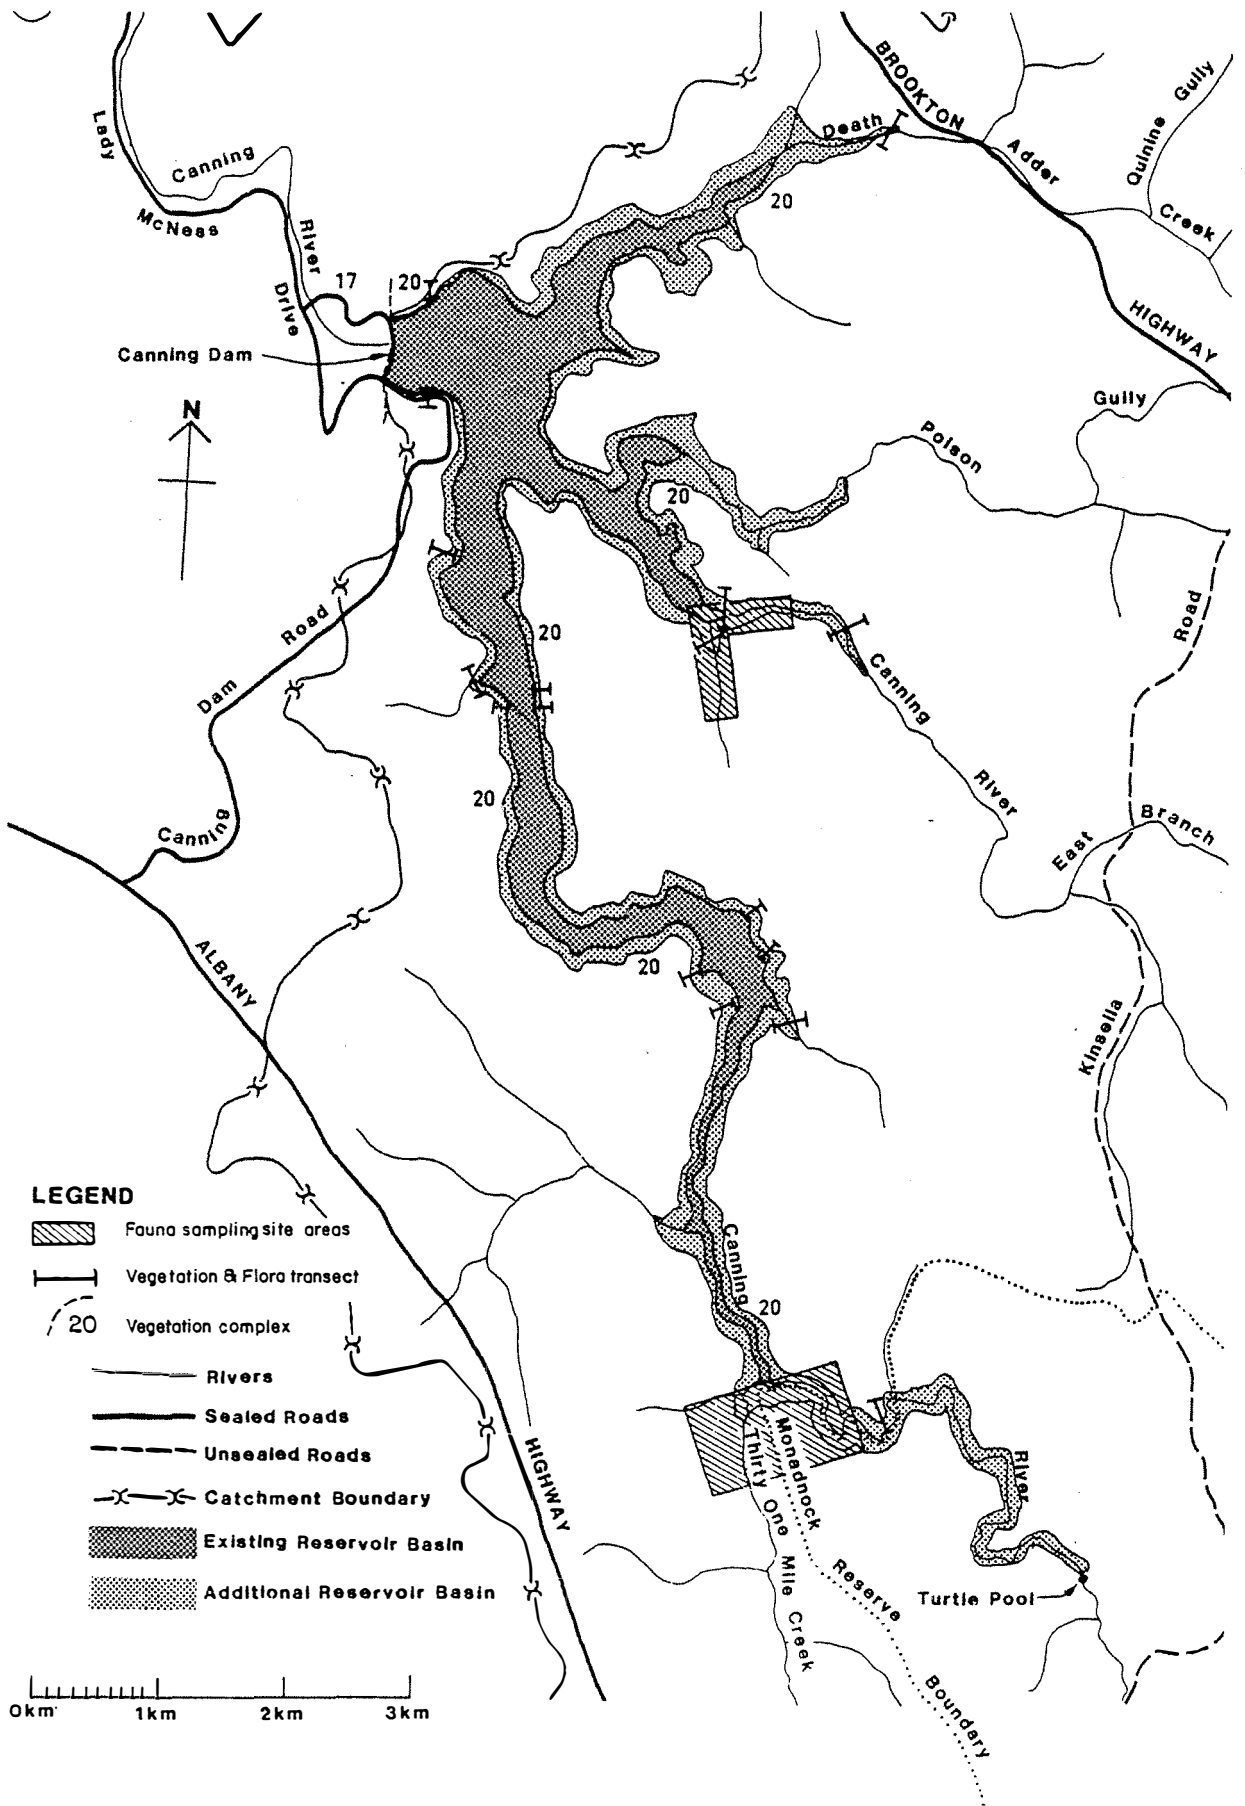 BROOKTON
Quinine Gully
Lady
Canning
Death
Adder
McNess
River
20
Creek
17
20
Drive
HIGHWAY
Canning Dam
Gully
N
Poison
20
Road
Road
20
Canning
Dam
River
20
Canning
East
Branch
ALBANY
20
Kinsella
LEGEND
Fauna sampling site areas
Canning
Vegetation & Flora transect
20
20 Vegetation complex
Rivers
Sealed Roads
Monadnock
Thirty One Mile Creek
River
HIGHWAY
Unsealed Roads
Catchment Boundary
Existing Reservoir Basin
Additional Reservoir Basin
Reserve
Turtle Pool
Boundary
0km 1km 2km 3km